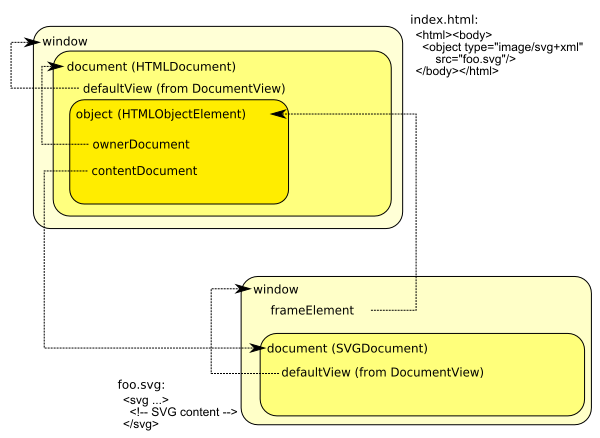 index.html:
<html><body>
<object type="image/svg+xml"
src="foo.svg"/>
</body></html>
window
document (HTMLDocument)
defaultView (from DocumentView)
object (HTMLObjectElement)
ownerDocument
contentDocument
window
frameElement
document (SVGDocument)
defaultView (from DocumentView)
foo.svg:
<svg ...>
<!-- SVG content -->
</svg>